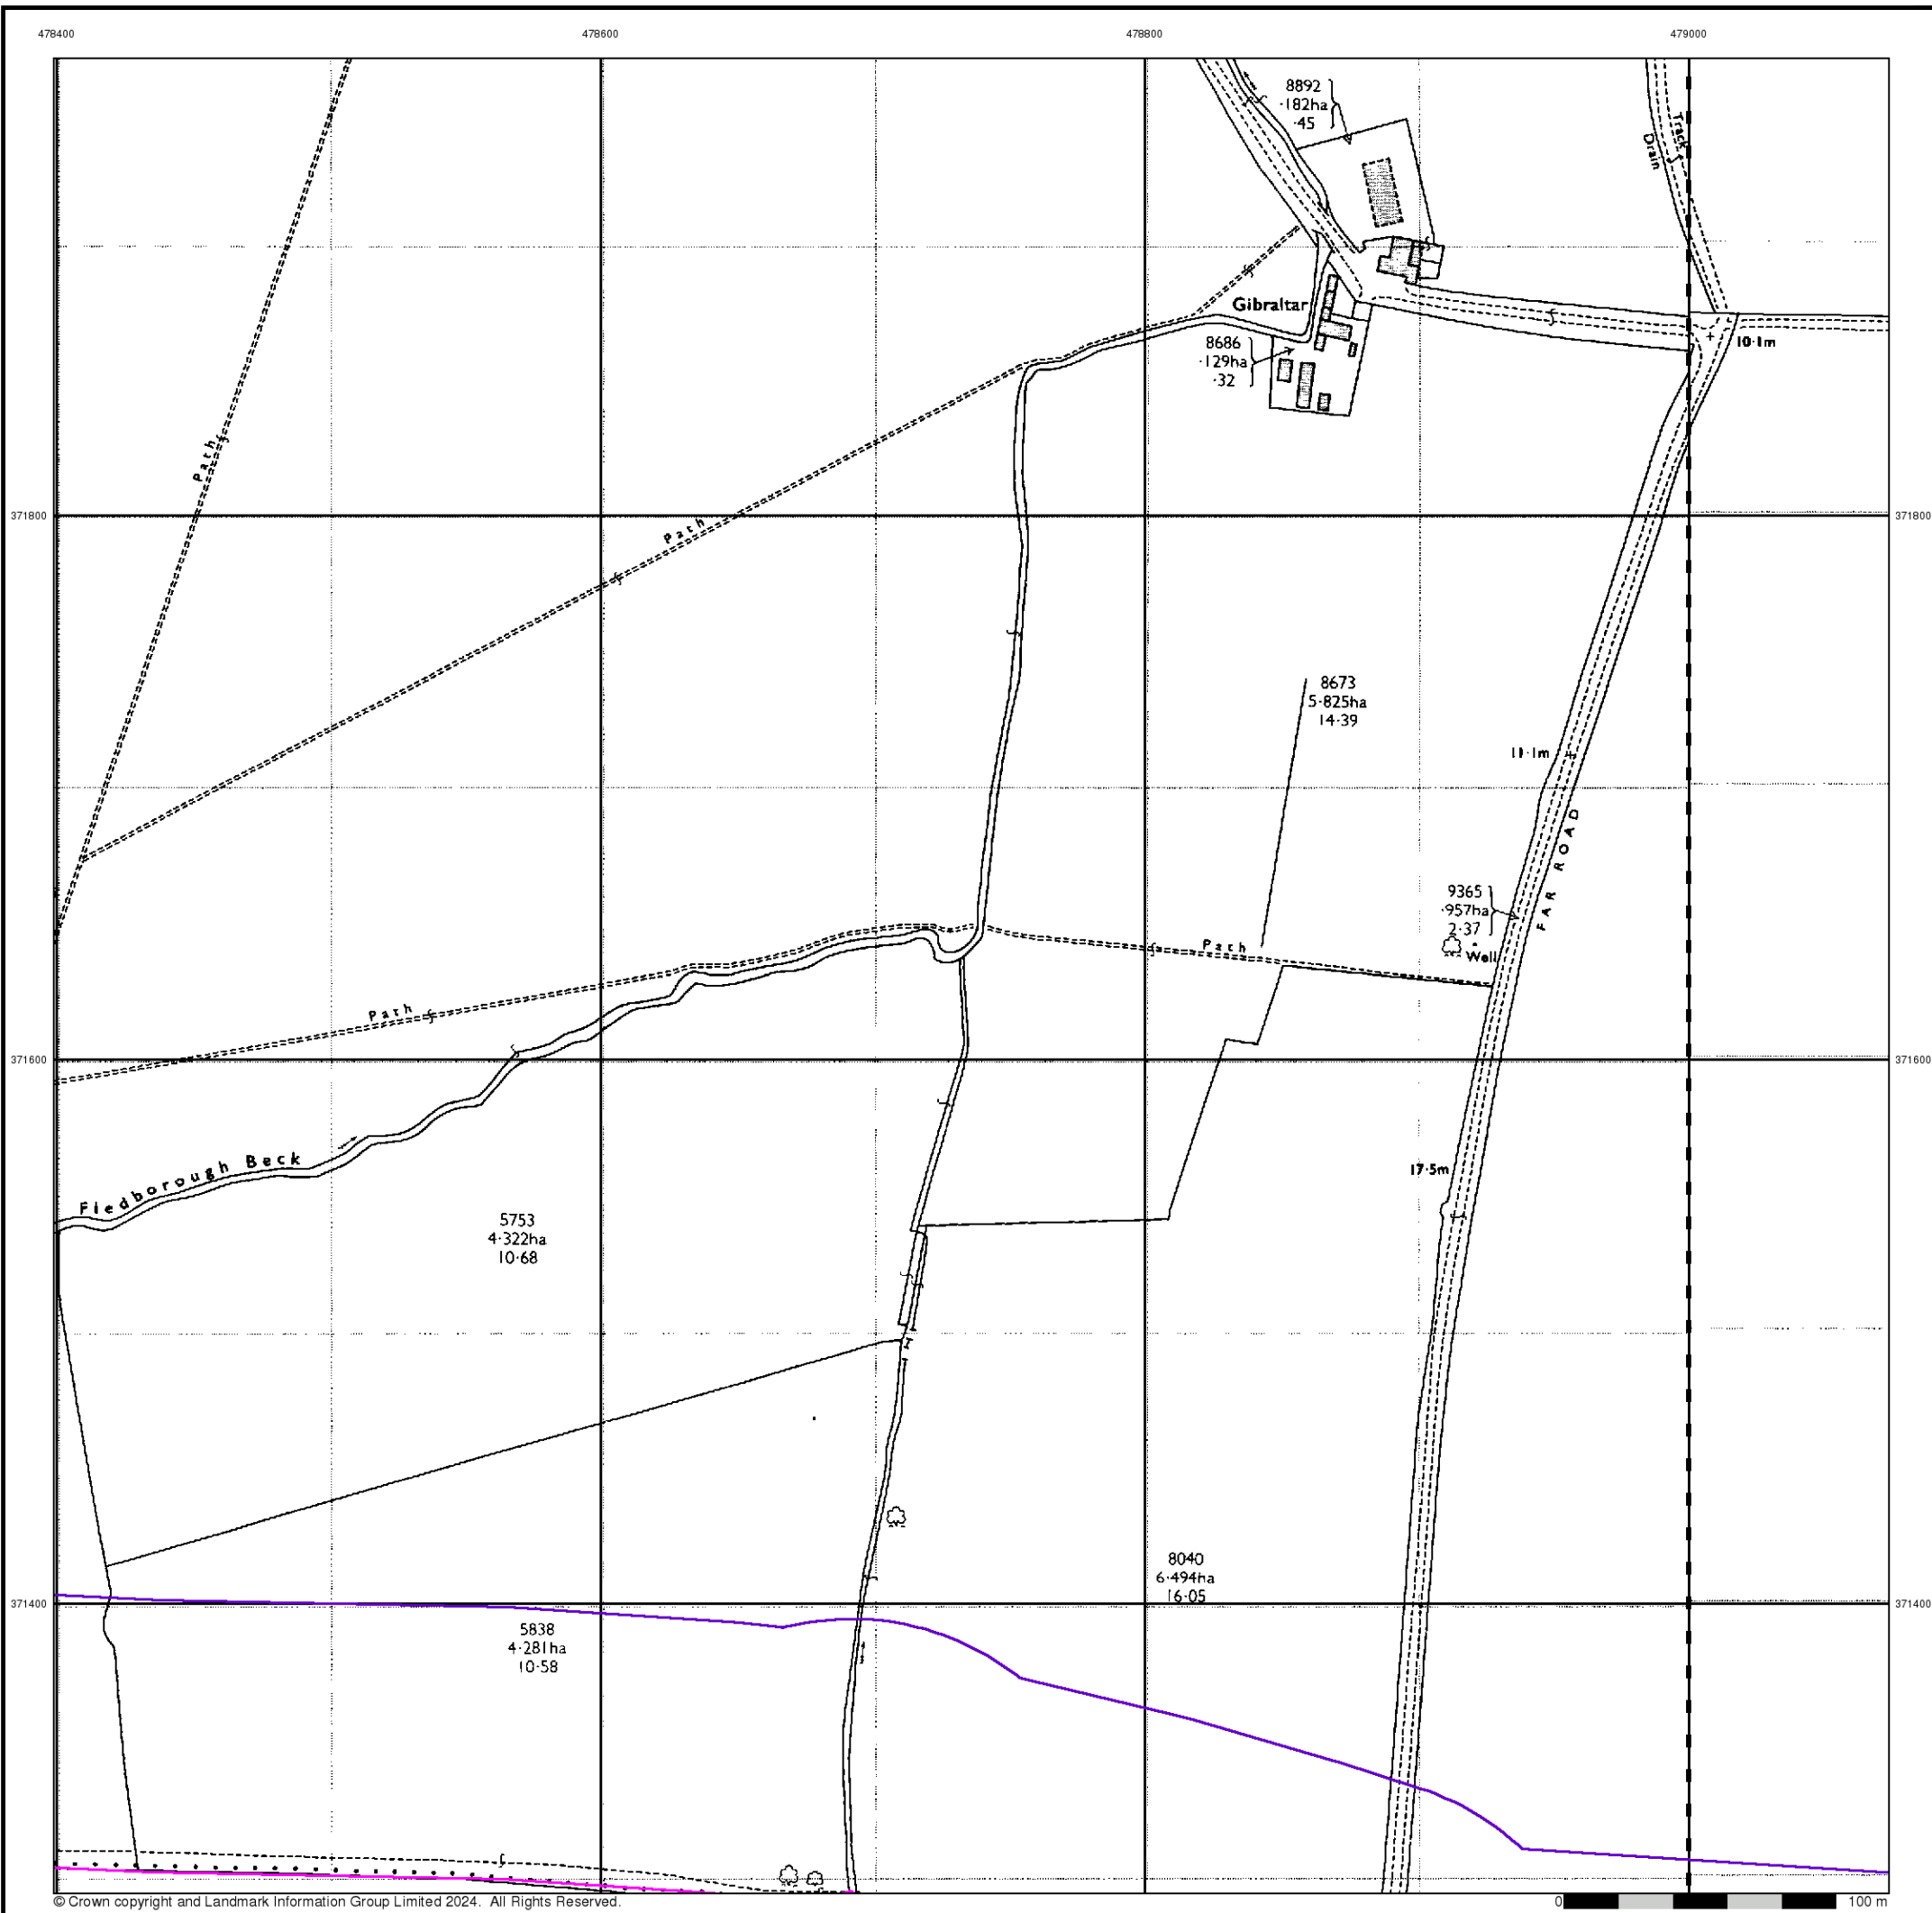 478400
478600
478800
479000
8892
·182ha
·45
Track
Drain
Gibraltar
10·1m
8686
·129ha
·32
Path
371800
371800
Path
8673
5·825ha
14·39
11·1m
FAR ROAD
9365
·957ha
2·37
Well
Path
Path
371600
371600
Fledborough Beck
17·5m
5753
4·322ha
10·68
8040
6·494ha
16·05
371400
371400
5838
4·281ha
10·58
© Crown copyright and Landmark Information Group Limited 2024. All Rights Reserved.
0
100 m